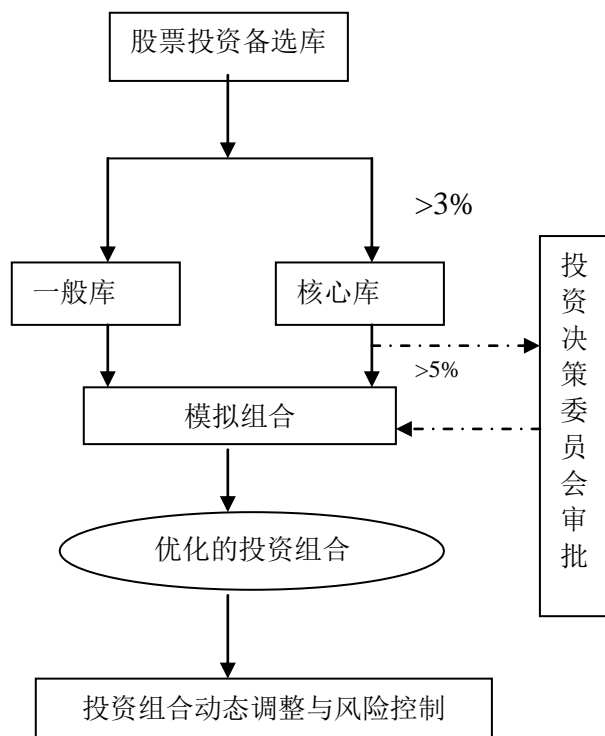 股票投资备选库
>3%
一般库
核心库
投资决策委员会审批
>5%
模拟组合
优化的投资组合
投资组合动态调整与风险控制